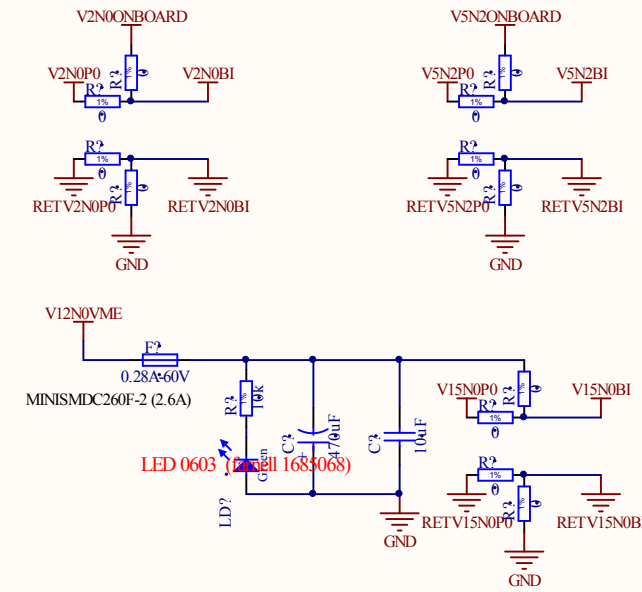 V2N0ONBOARD
V5N2ONBOARD
V2N0P0
R?
1%
0
V2N0BI
V5N2P0
R?
1%
0
V5N2BI
R?
1%
0
R?
1%
0
R?
1%
0
R?
1%
0
R?
1%
0
R?
1%
0
RETV2N0P0
RETV2N0BI
RETV5N2P0
RETV5N2BI
GND
GND
V12N0VME
F?
0.28A-60V
MINISMDC260F-2 (2.6A)
R?
10k
C?
+
470uF
C?
10uF
V15N0P0
R?
1%
0
V15N0BI
R?
1%
0
LED 0603 (farnell 1685068)
Green
LD?
R?
1%
0
R?
1%
0
RETV15N0P0
RETV15N0B
GND
GND